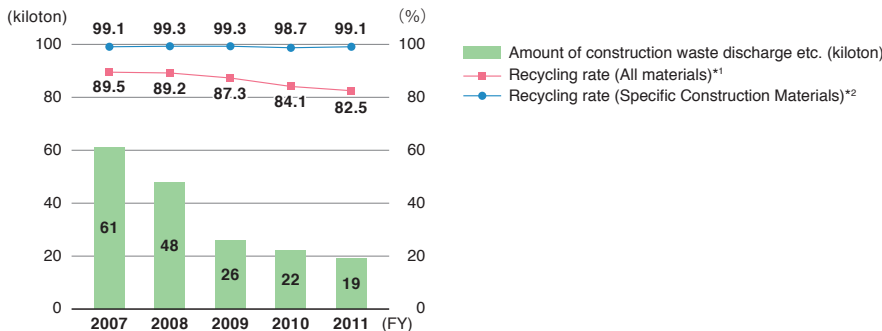 (kiloton)
99.1 99.3 99.3 98.7 99.1
(%)
100 100
Amount of construction waste discharge etc. (kiloton)
Recycling rate (All materials)*1
Recycling rate (Specific Construction Materials)*2
80 80
89.5 89.2 87.3 84.1 82.5
60 60
40 40
61 48 26 22 19
20 20
0 0
2007 2008 2009 2010 2011 (FY)